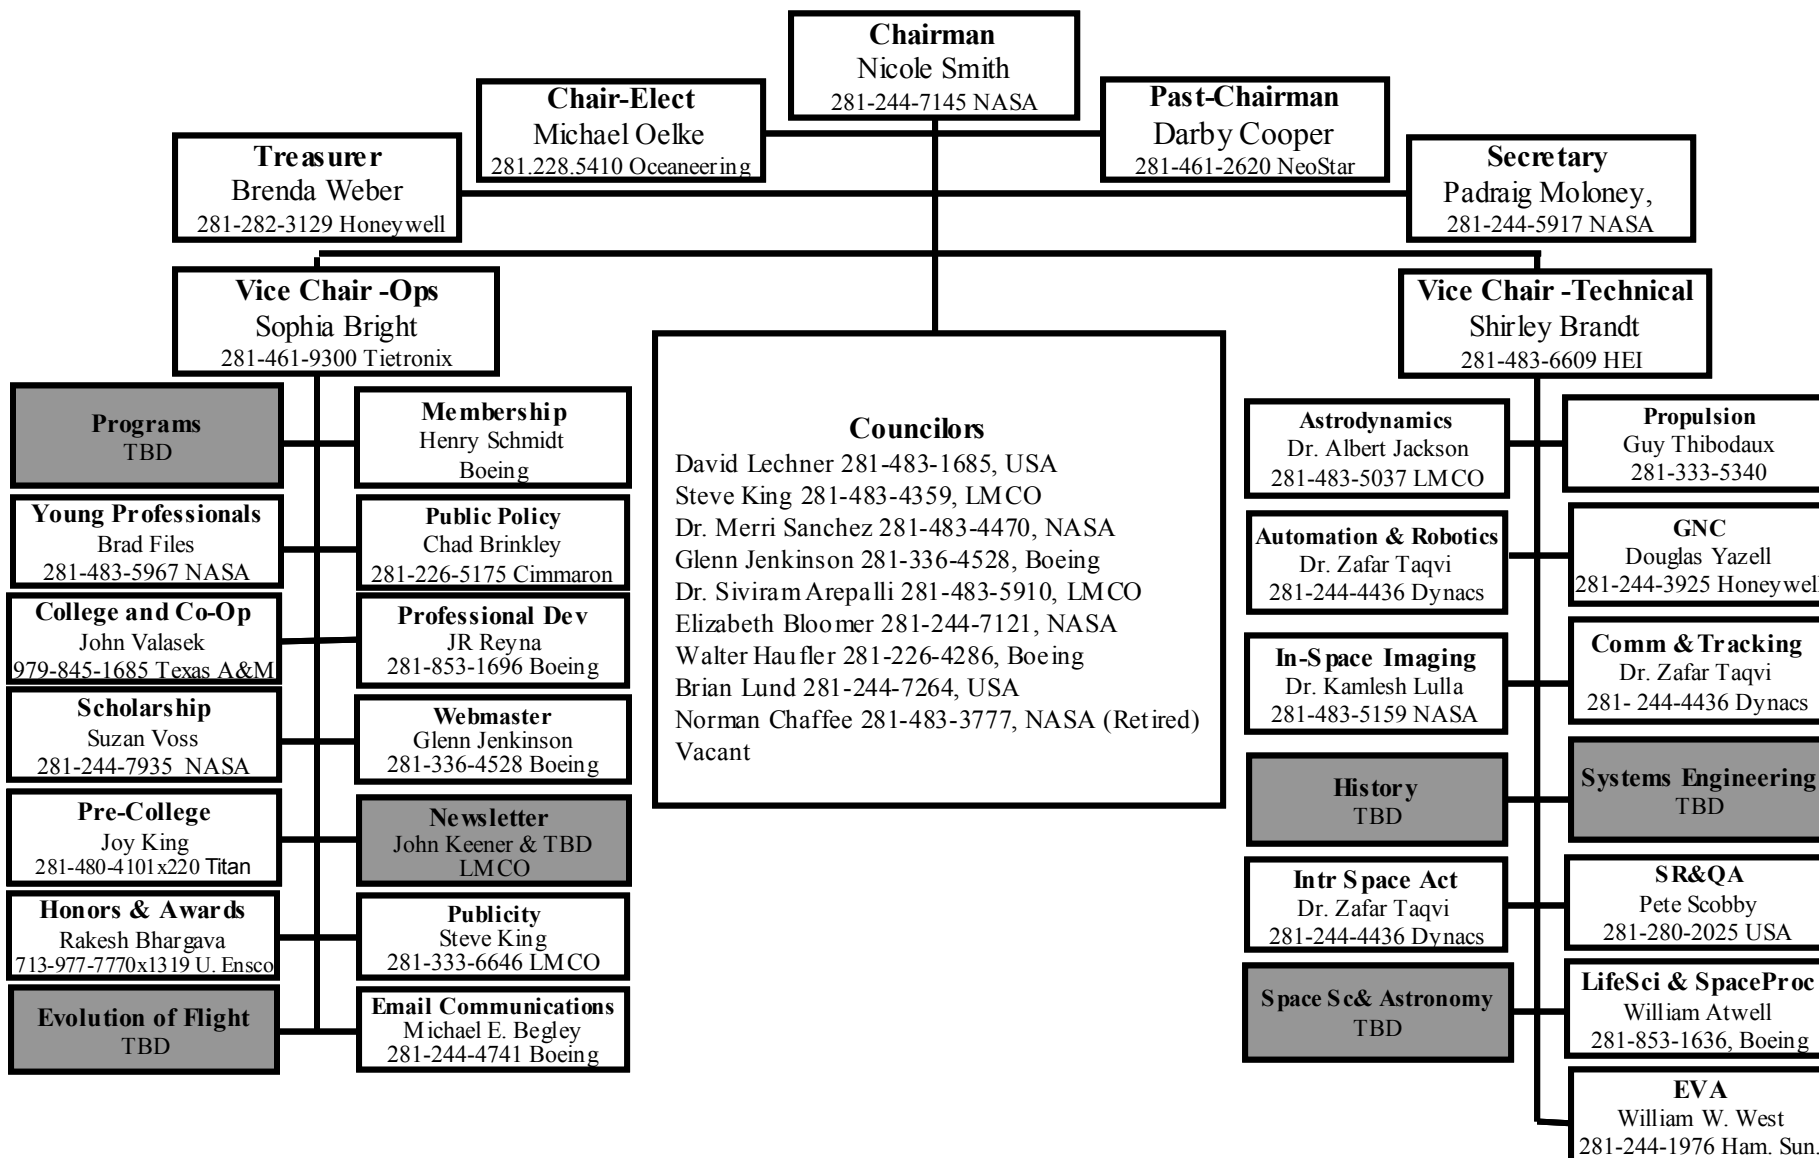 Chairman
Nicole Smith
281-244-7145 NASA
Chair-Elect
Michael Oelke
281.228.5410 Oceaneering
Past-Chairman
Darby Cooper
281-461-2620 NeoStar
Treasurer
Brenda Weber
281-282-3129 Honeywell
Secretary
Padraig Moloney,
281-244-5917 NASA
Vice Chair -Ops
Sophia Bright
281-461-9300 Tietronix
Vice Chair -Technical
Shirley Brandt
281-483-6609 HEI
Programs
TBD
Membership
Henry Schmidt
Boeing
Young Professionals
Brad Files
281-483-5967 NASA
Public Policy
Chad Brinkley
281-226-5175 Cimmaron
College and Co-Op
John Valasek
979-845-1685 Texas A&M
Professional Dev
JR Reyna
281-853-1696 Boeing
Scholarship
Suzan Voss
281-244-7935 NASA
Webmaster
Glenn Jenkinson
281-336-4528 Boeing
Pre-College
Joy King
281-480-4101x220 Titan
Newsletter
John Keener & TBD
LMCO
Honors & Awards
Rakesh Bhargava
713-977-7770x1319 U. Ensco
Publicity
Steve King
281-333-6646 LMCO
Evolution of Flight
TBD
Email Communications
Michael E. Begley
281-244-4741 Boeing
Councilors
David Lechner 281-483-1685, USA
Steve King 281-483-4359, LMCO
Dr. Merri Sanchez 281-483-4470, NASA
Glenn Jenkinson 281-336-4528, Boeing
Dr. Siviram Arepalli 281-483-5910, LMCO
Elizabeth Bloomer 281-244-7121, NASA
Walter Haufler 281-226-4286, Boeing
Brian Lund 281-244-7264, USA
Norman Chaffee 281-483-3777, NASA (Retired)
Vacant
Astrodynamics
Dr. Albert Jackson
281-483-5037 LMCO
Propulsion
Guy Thibodaux
281-333-5340
Automation & Robotics
Dr. Zafar Taqvi
281-244-4436 Dynacs
GNC
Douglas Yazell
281-244-3925 Honeywell
In-Space Imaging
Dr. Kamlesh Lulla
281-483-5159 NASA
Comm & Tracking
Dr. Zafar Taqvi
281- 244-4436 Dynacs
History
TBD
Systems Engineering
TBD
Intr Space Act
Dr. Zafar Taqvi
281-244-4436 Dynacs
SR&QA
Pete Scobby
281-280-2025 USA
Space Sc& Astronomy
TBD
LifeSci & SpaceProc
William Atwell
281-853-1636, Boeing
EVA
William W. West
281-244-1976 Ham. Sun.